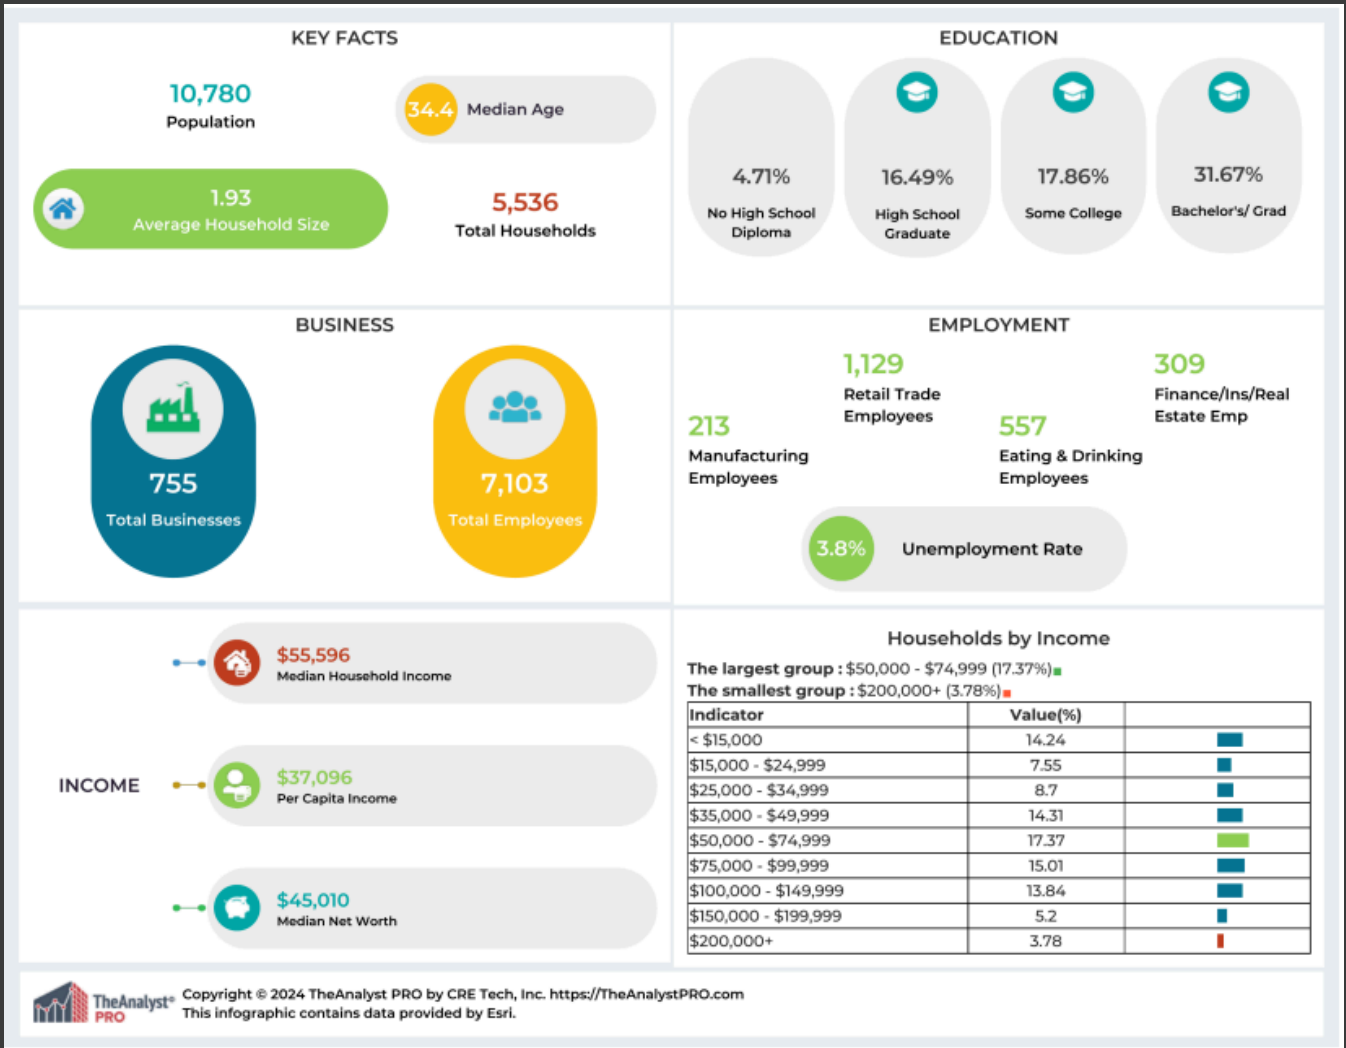 KEY FACTS
10,780
Population
34.4 Median Age
1.93
Average Household Size
5,536
Total Households
EDUCATION
4.71%
No High School
Diploma
16.49%
High School
Graduate
17.86%
Some College
31.67%
Bachelor's/ Grad
BUSINESS
755
Total Businesses
7,103
Total Employees
EMPLOYMENT
213
Manufacturing
Employees
1,129
Retail Trade
Employees
557
Eating & Drinking
Employees
309
Finance/Ins/Real
Estate Emp
3.8% Unemployment Rate
INCOME
$55,596
Median Household Income
$37,096
Per Capita Income
$45,010
Median Net Worth
Households by Income
The largest group : $50,000 - $74,999 (17.37%)
The smallest group : $200,000+ (3.78%)
Indicator Value(%)
< $15,000 14.24
$15,000 - $24,999 7.55
$25,000 - $34,999 8.7
$35,000 - $49,999 14.31
$50,000 - $74,999 17.37
$75,000 - $99,999 15.01
$100,000 - $149,999 13.84
$150,000 - $199,999 5.2
$200,000+ 3.78
TheAnalyst®
PRO
Copyright © 2024 TheAnalyst PRO by CRE Tech, Inc. https://TheAnalystPRO.com
This infographic contains data provided by Esri.